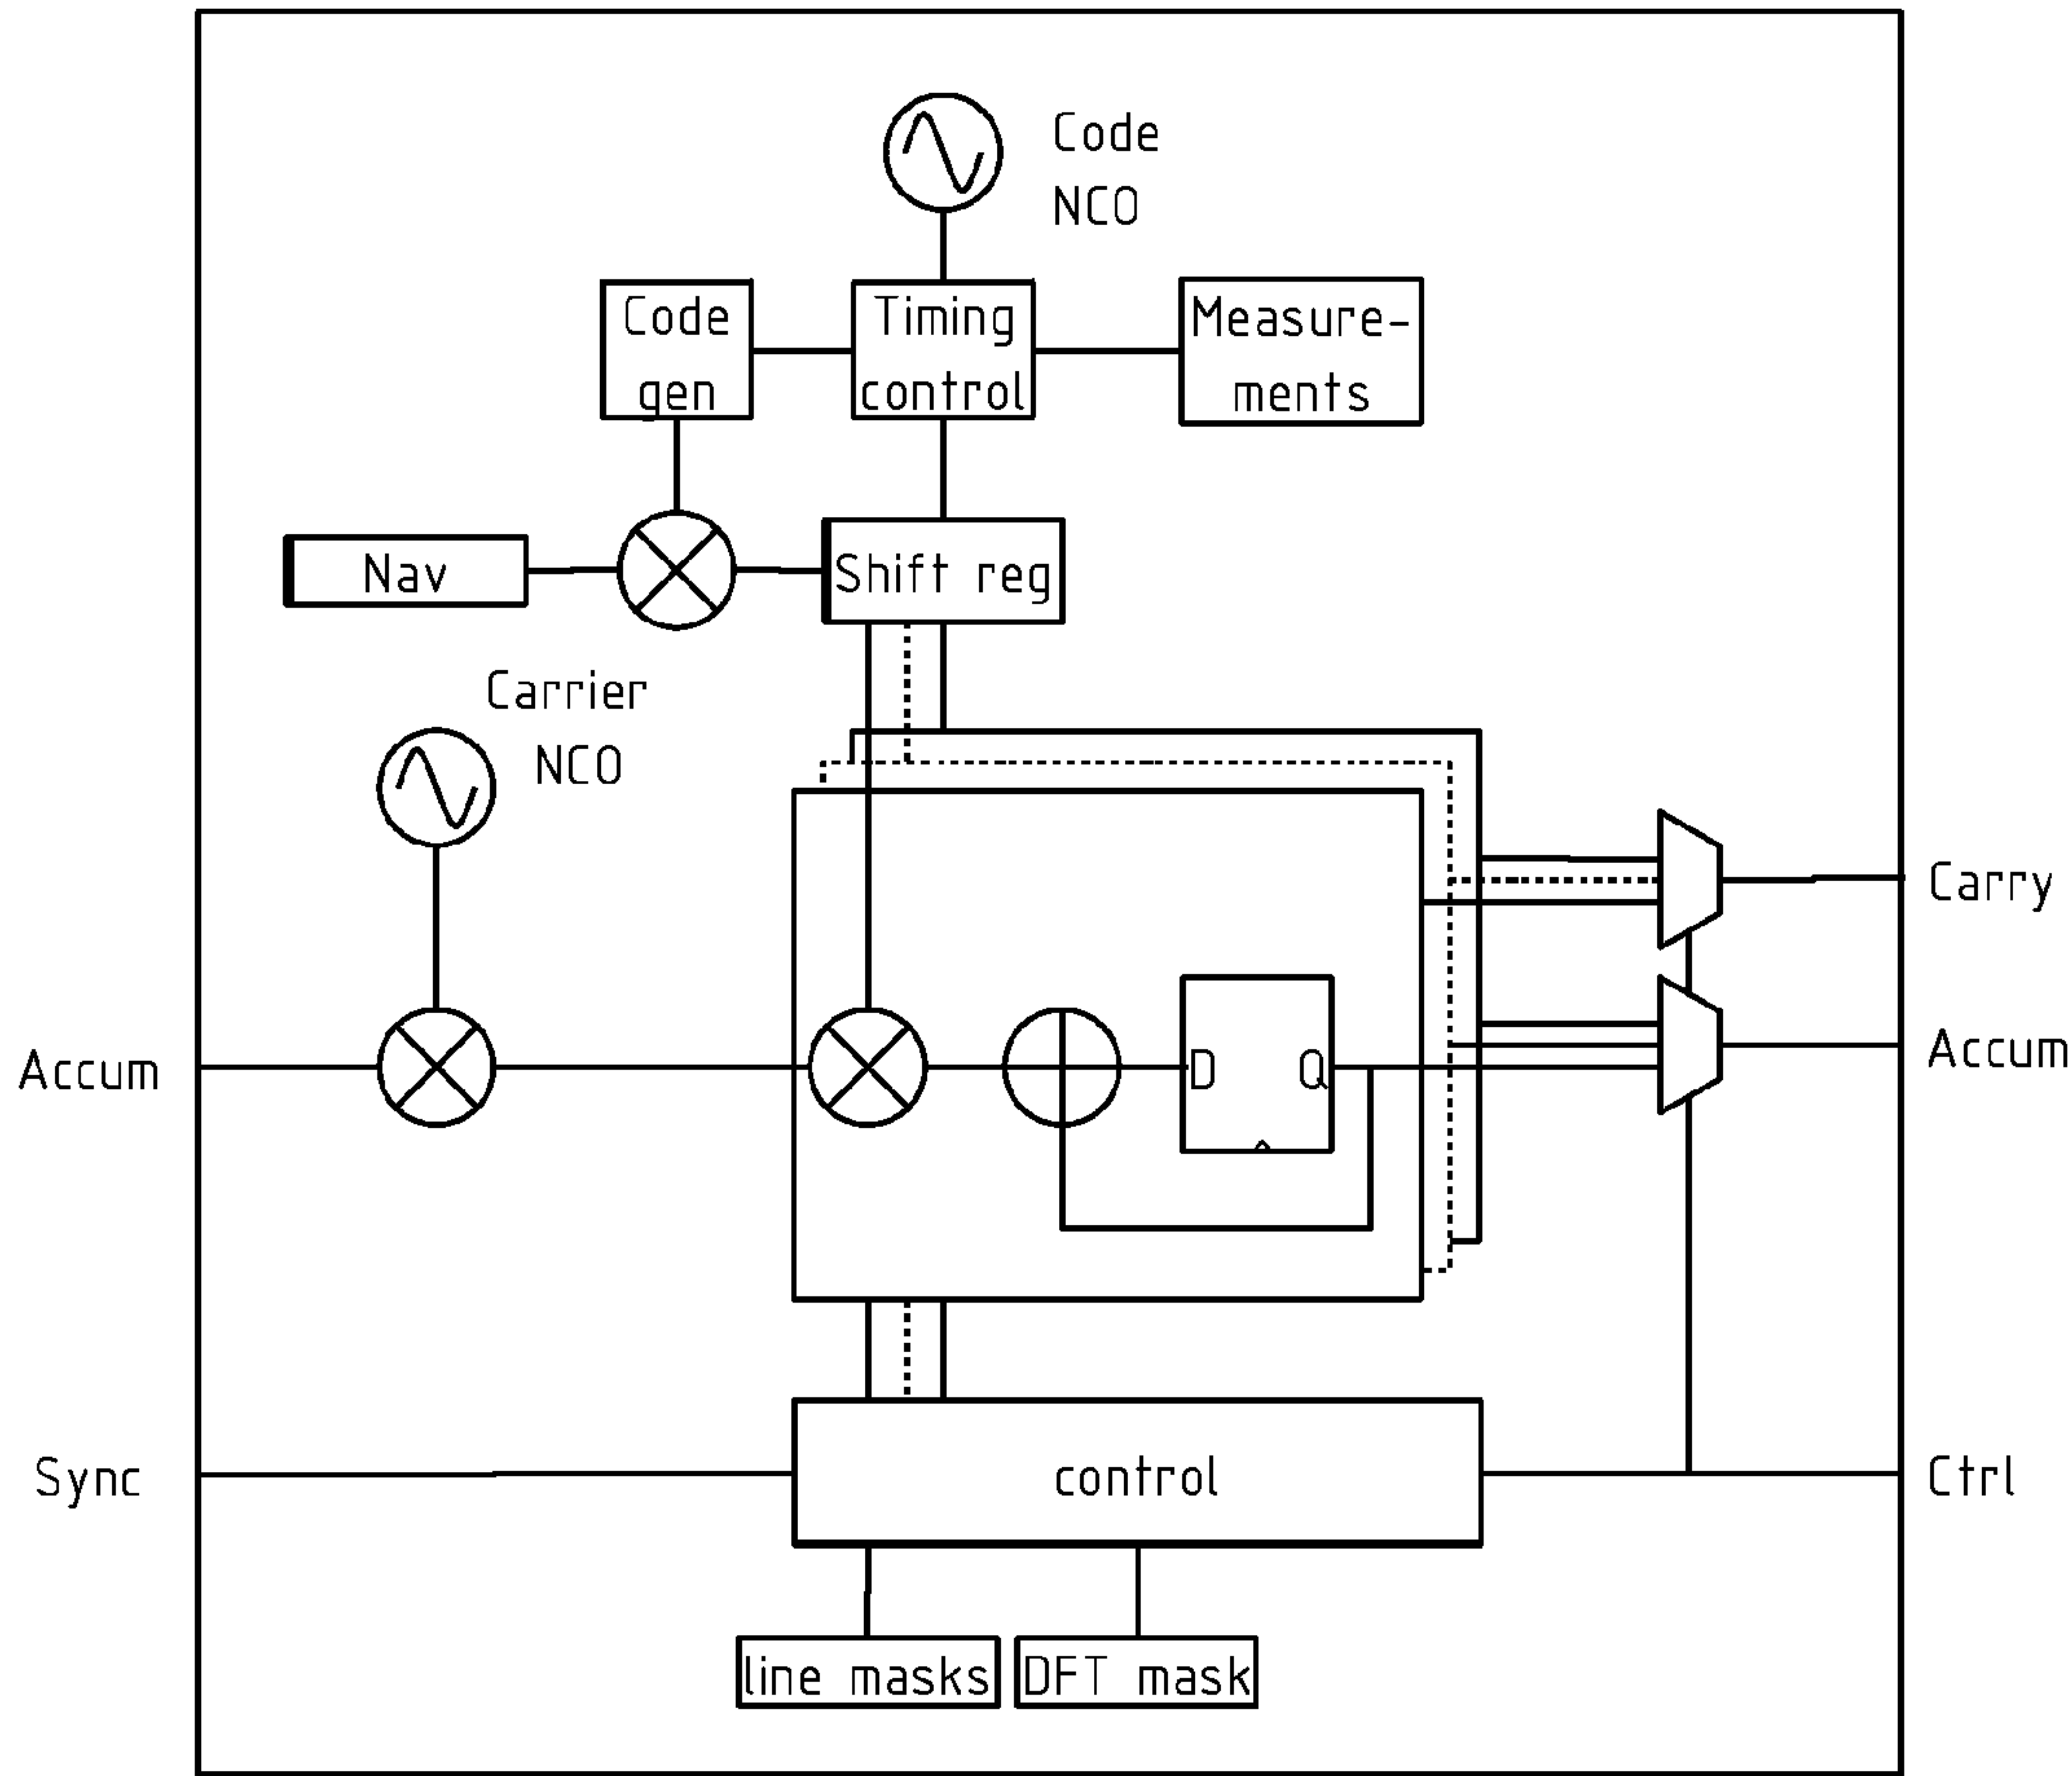 Code
NCO
Code
gen
Timing
control
Measure-
ments
Nav
Shift reg
Carrier
NCO
Carry
Accum
D
Q
Accum
Sync
control
Ctrl
line masks
DFT mask